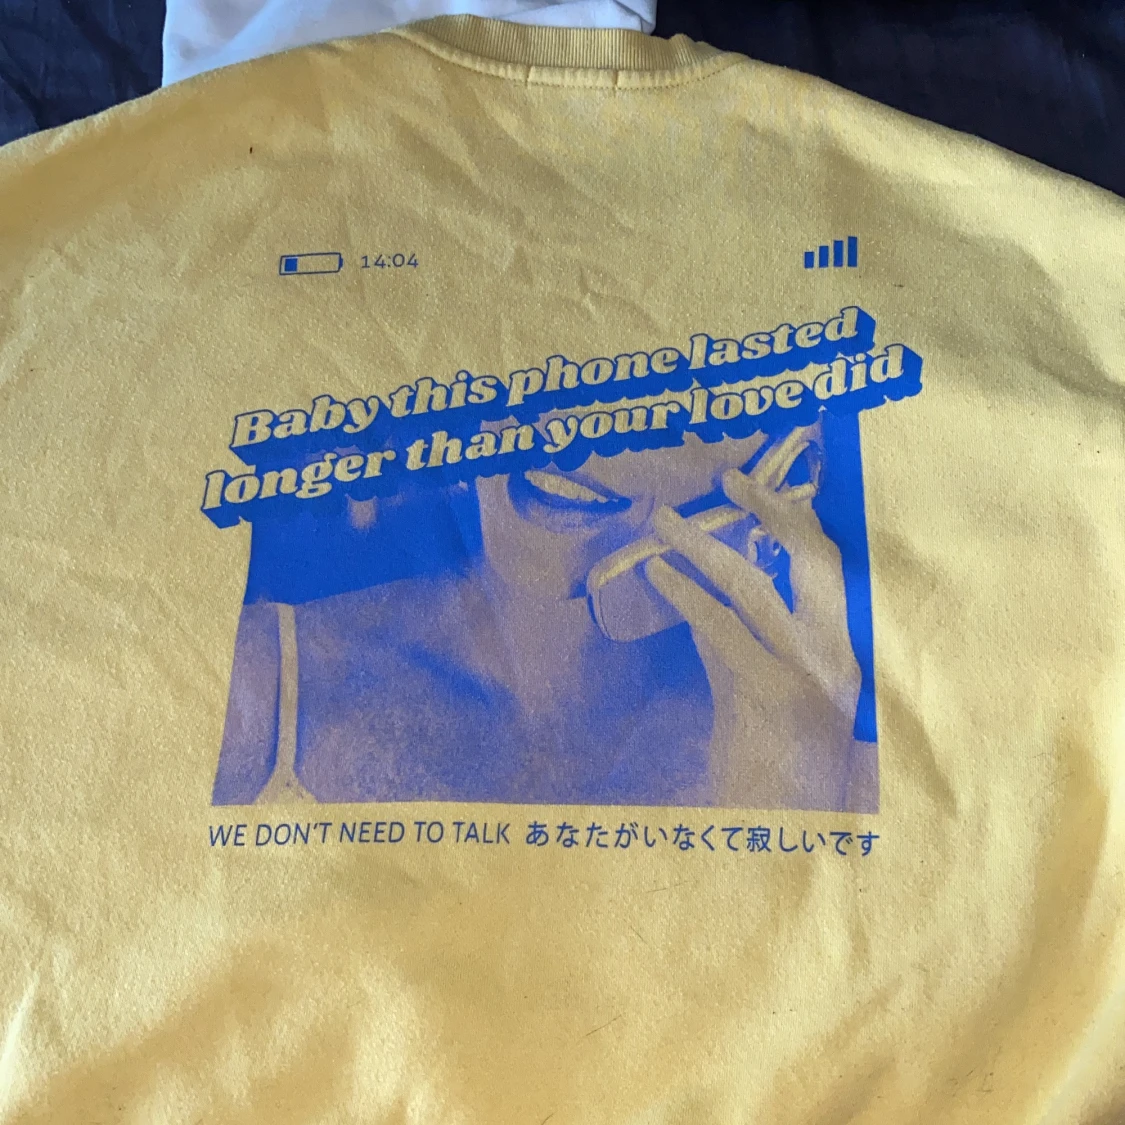 14:04
Baby this phone lasted
longer than your love did
WE DON'T NEED TO TALK あなたがいなくて寂しいです